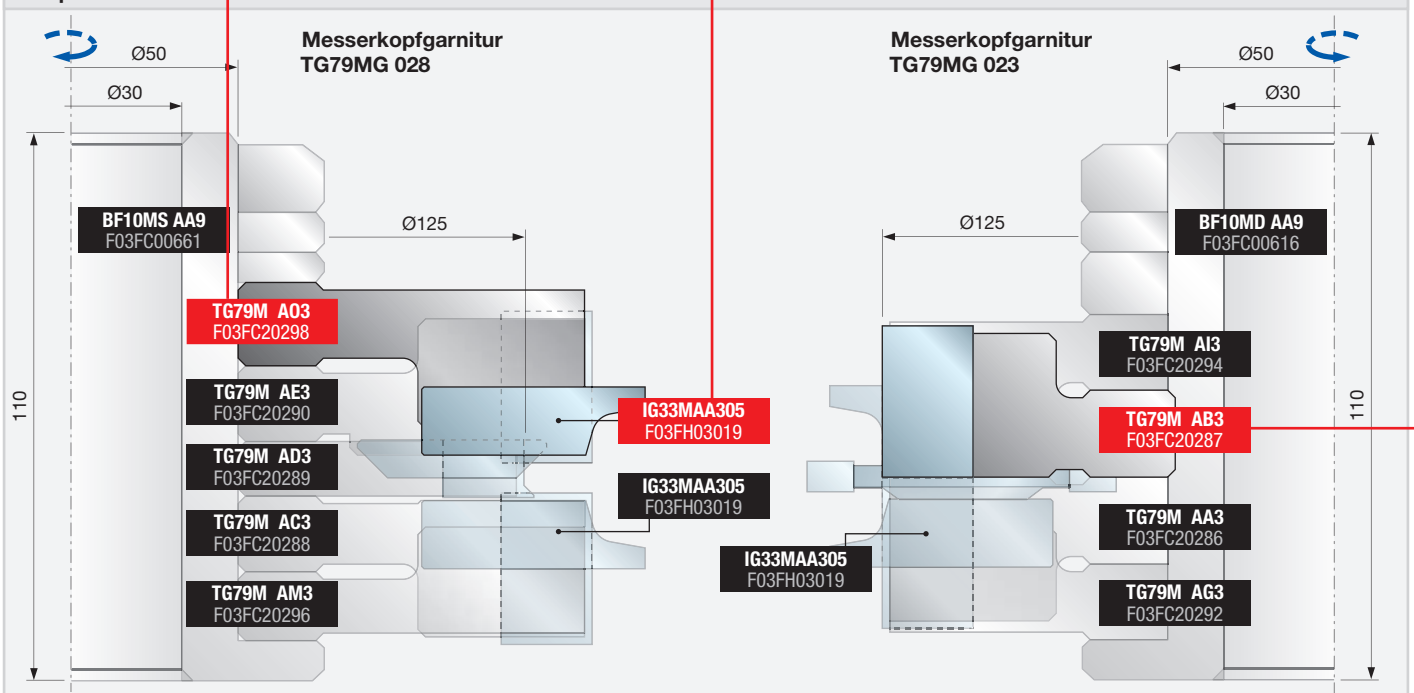 Messerkopfgarnitur
TG79MG 028
Ø50
Ø30
110
BF10MS AA9
F03FC00661
Ø125
TG79M AO3
F03FC20298
TG79M AE3
F03FC20290
TG79M AD3
F03FC20289
TG79M AC3
F03FC20288
TG79M AM3
F03FC20296
IG33MAA305
F03FH03019
IG33MAA305
F03FH03019
Messerkopfgarnitur
TG79MG 023
Ø50
Ø30
110
BF10MD AA9
F03FC00616
Ø125
TG79M AI3
F03FC20294
TG79M AB3
F03FC20287
TG79M AA3
F03FC20286
TG79M AG3
F03FC20292
IG33MAA305
F03FH03019